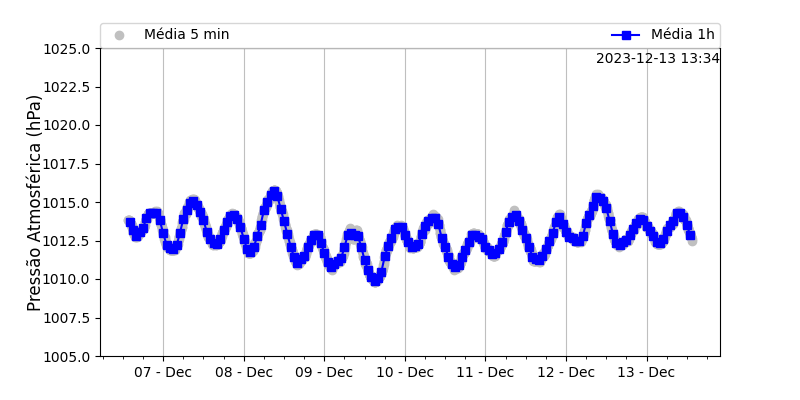 Média 5 min
Média 1h
2023-12-13 13:34
Pressão Atmosférica (hPa)
1025.0
1022.5
1020.0
1017.5
1015.0
1012.5
1010.0
1007.5
1005.0
07 - Dec
08 - Dec
09 - Dec
10 - Dec
11 - Dec
12 - Dec
13 - Dec